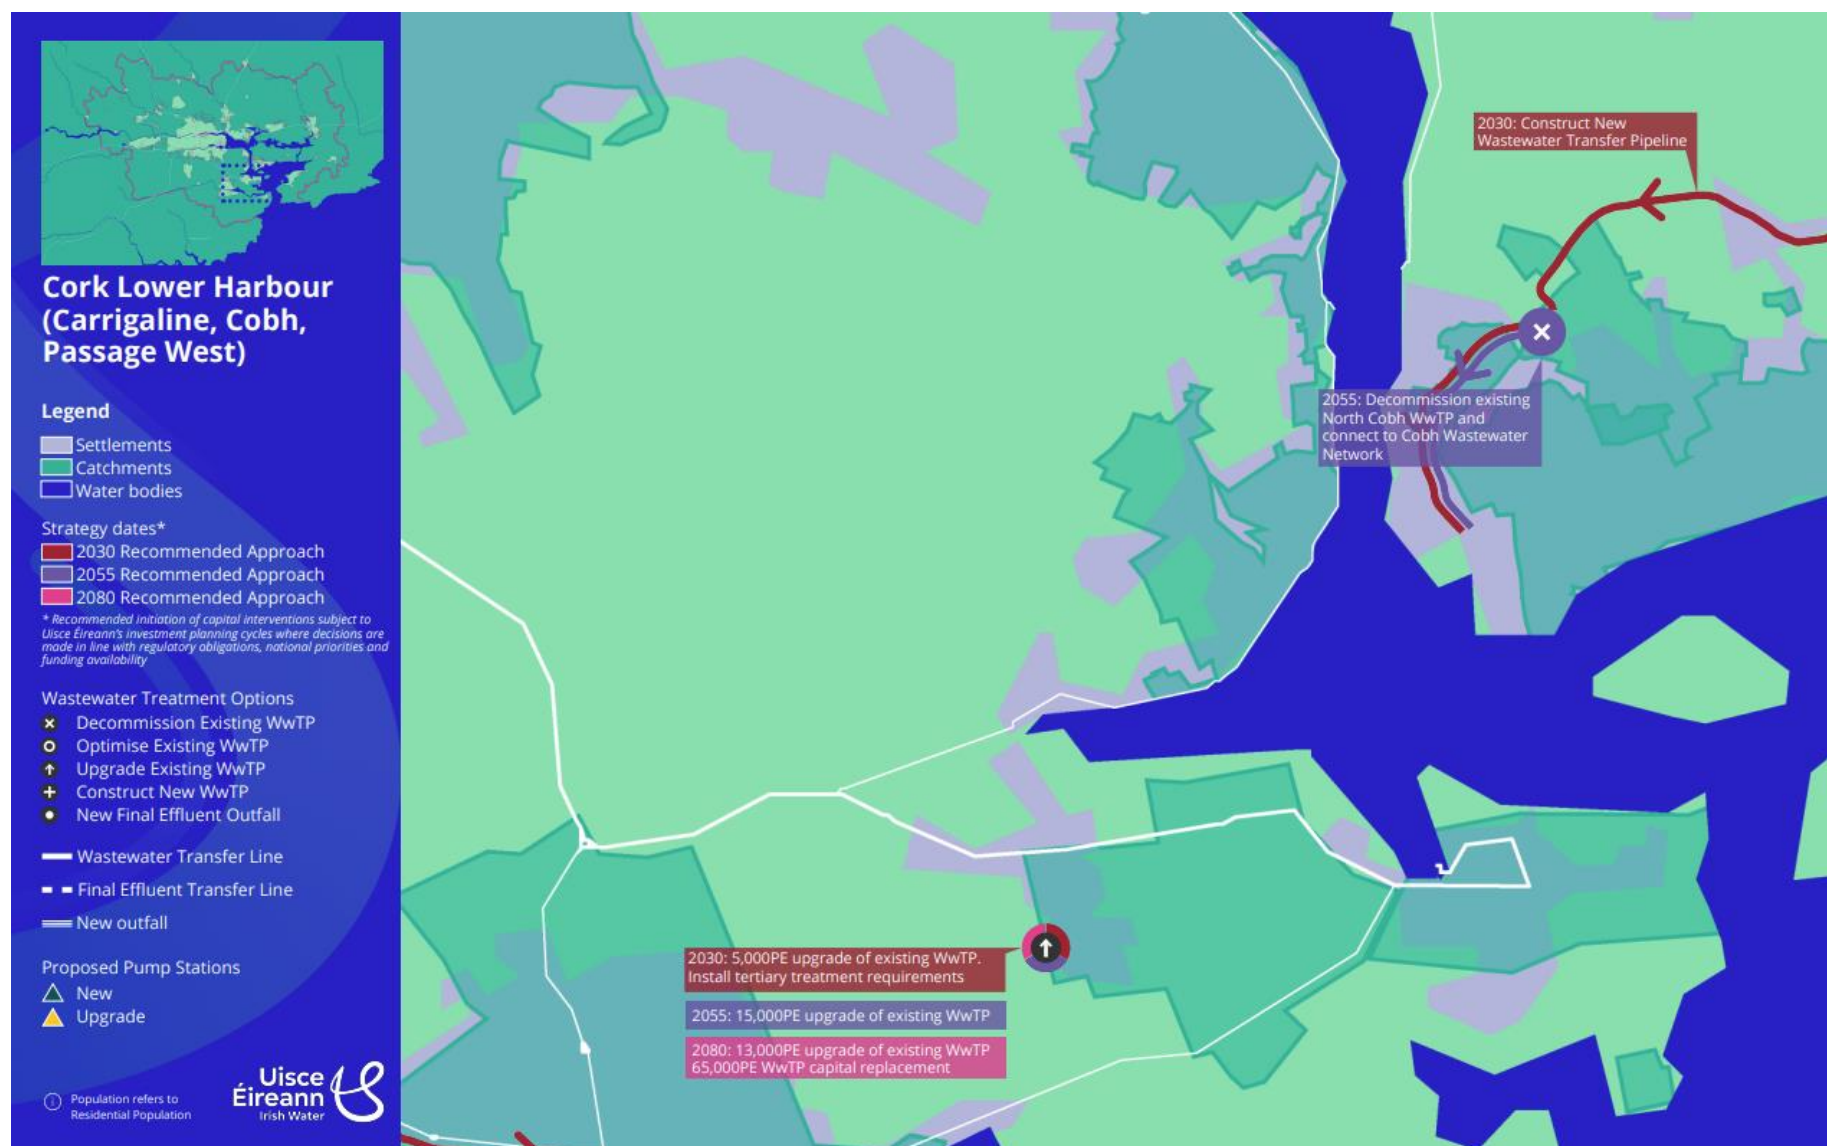 Cork Lower Harbour
(Carrigaline, Cobh,
Passage West)
Legend
Settlements
Catchments
Water bodies
Strategy dates*
2030 Recommended Approach
2055 Recommended Approach
2080 Recommended Approach
* Recommended initiation of capital interventions subject to
Uisce Éireann's investment planning cycles where decisions are
made in line with regulatory obligations, national priorities and
funding availability
Wastewater Treatment Options
Decommission Existing WwTP
Optimise Existing WwTP
Upgrade Existing WwTP
Construct New WwTP
New Final Effluent Outfall
Wastewater Transfer Line
Final Effluent Transfer Line
New outfall
Proposed Pump Stations
New
Upgrade
Population refers to
Residential Population
Uisce
Éireann
Irish Water
2030: Construct New
Wastewater Transfer Pipeline
2055: Decommission existing
North Cobh WwTP and
connect to Cobh Wastewater
Network
2030: 5,000PE upgrade of existing WwTP.
Install tertiary treatment requirements
2055: 15,000PE upgrade of existing WwTP
2080: 13,000PE upgrade of existing WwTP
65,000PE WwTP capital replacement